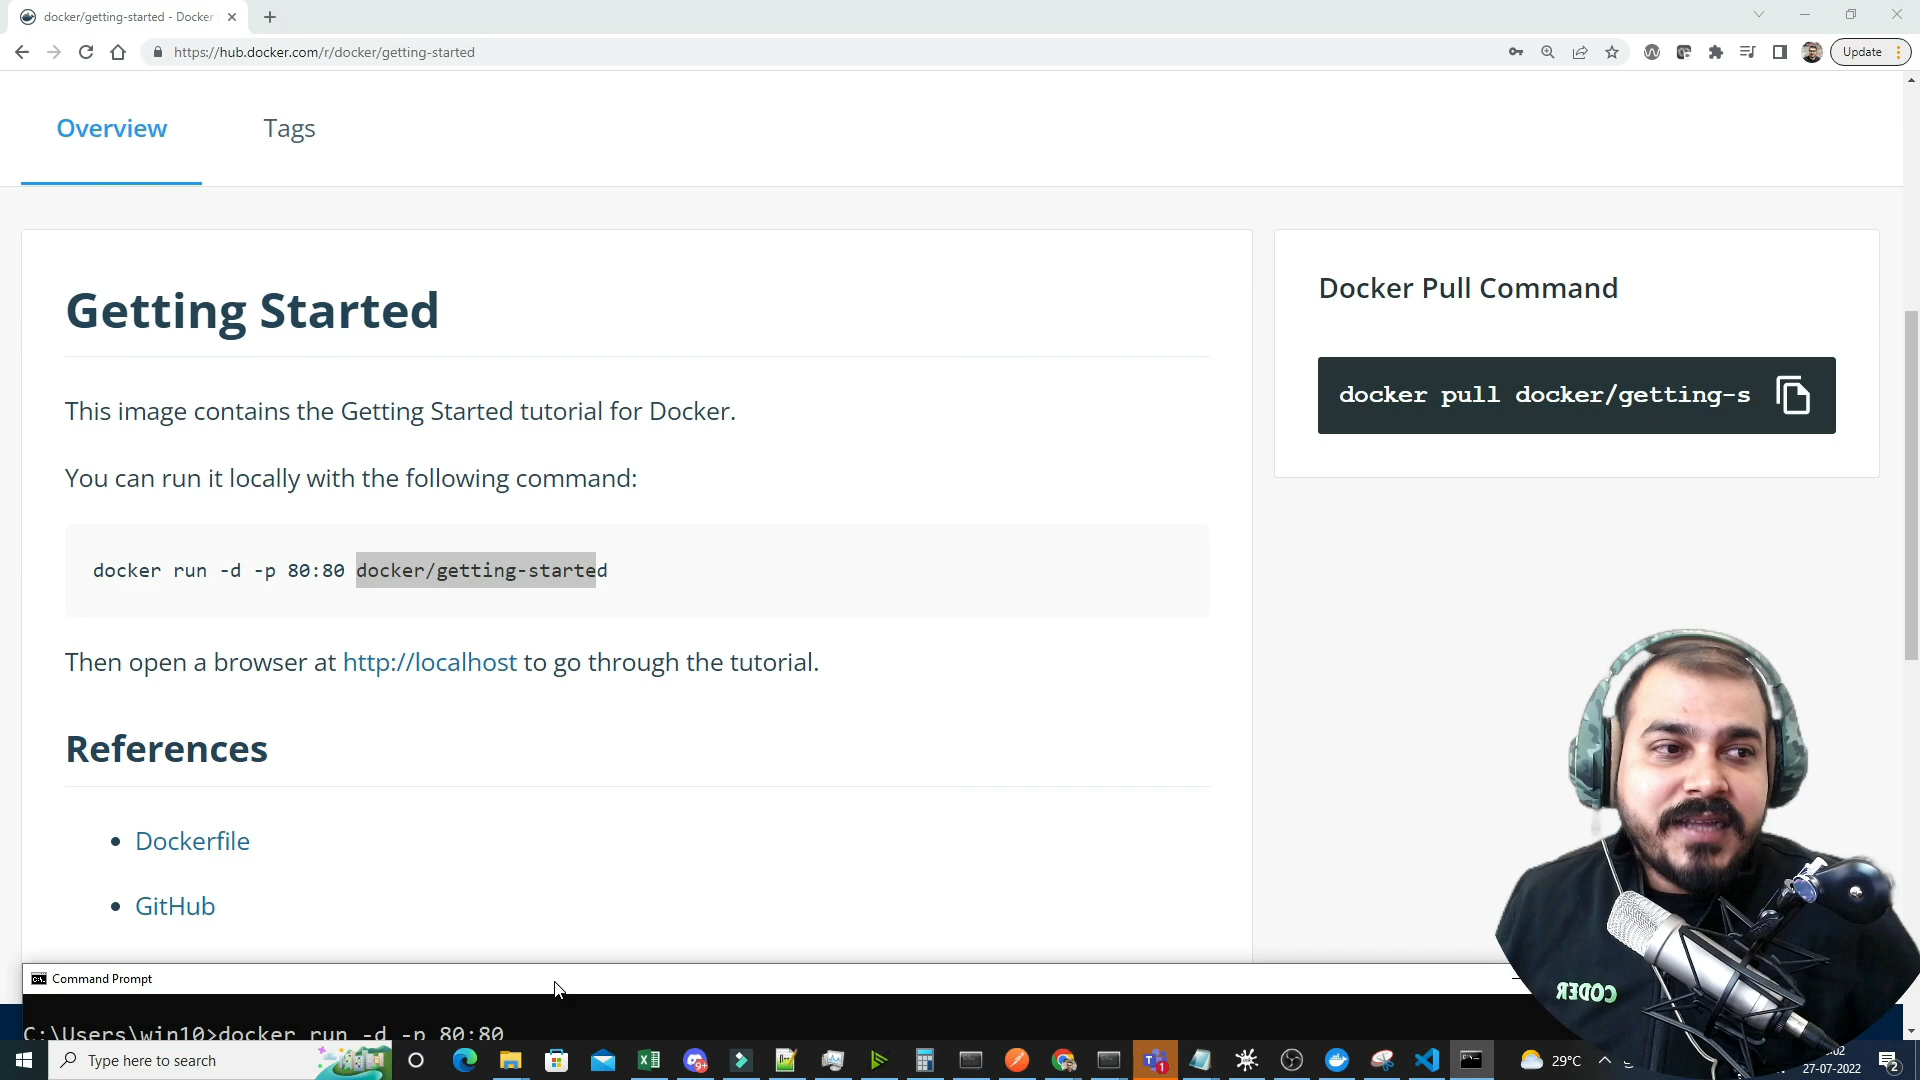 docker/getting-started - Docker
https://hub.docker.com/r/docker/getting-started
Update
Overview
Tags
Getting Started
This image contains the Getting Started tutorial for Docker.
You can run it locally with the following command:
docker run -d -p 80:80 docker/getting-started
Then open a browser at http://localhost to go through the tutorial.
References
Dockerfile
GitHub
Docker Pull Command
docker pull docker/getting-s
CODER
Command Prompt
C:\Users\win10>docker run -d -p 80:80
Type here to search
29°C
27-07-2022
2